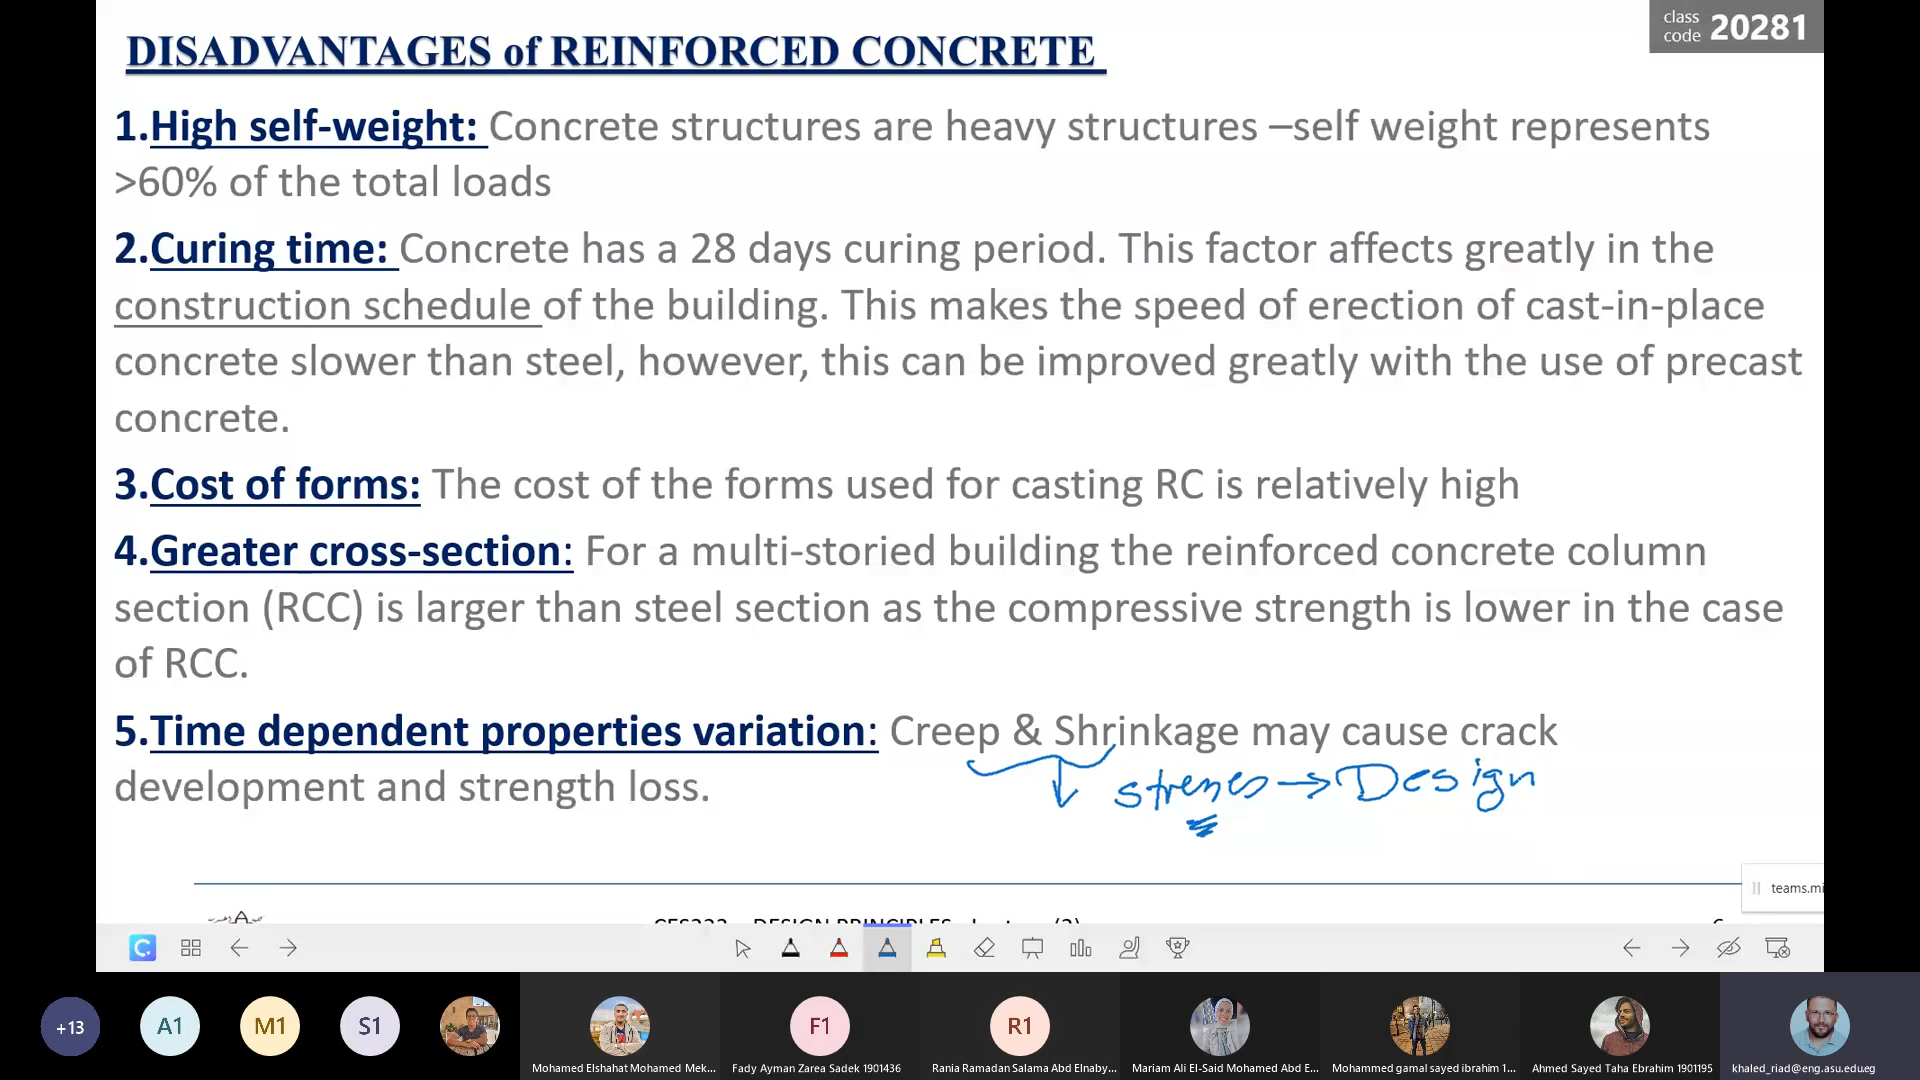 class
code 20281
DISADVANTAGES of REINFORCED CONCRETE
1.High self-weight: Concrete structures are heavy structures –self weight represents
>60% of the total loads
2.Curing time: Concrete has a 28 days curing period. This factor affects greatly in the
construction schedule of the building. This makes the speed of erection of cast-in-place
concrete slower than steel, however, this can be improved greatly with the use of precast
concrete.
3.Cost of forms: The cost of the forms used for casting RC is relatively high
4.Greater cross-section: For a multi-storied building the reinforced concrete column
section (RCC) is larger than steel section as the compressive strength is lower in the case
of RCC.
5.Time dependent properties variation: Creep & Shrinkage may cause crack
development and strength loss.
stresses → Design
teams.mi
DESIGN PRINCIPLES
C.
+13 A1 M1 S1 F1 R1
Mohamed Elshahat Mohamed Mek... Fady Ayman Zarea Sadek 1901436 Rania Ramadan Salama Abd Elnaby... Mariam Ali El-Said Mohamed Abd E... Mohammed gamal sayed ibrahim 1... Ahmed Sayed Taha Ebrahim 1901195 khaled_riad@eng.asu.edu.eg